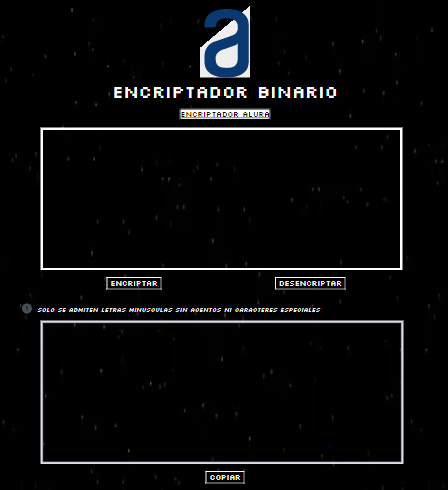 a
ENCRIPTADOR BINARIO
ENCRIPTADOR ALURA
ENCRIPTAR
DESENCRIPTAR
! SOLO SE ADMITEN LETRAS MINUSCULAS SIN ACENTOS NI CARACTERES ESPECIALES
COPIAR